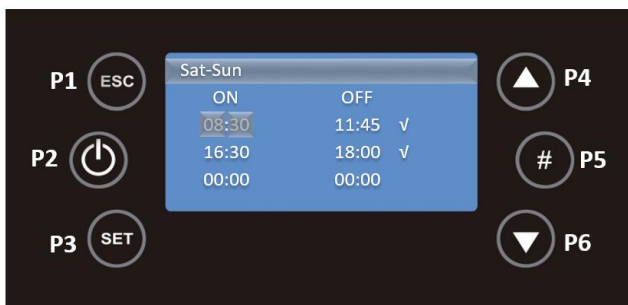 Sat-Sun
ON OFF
08:30 11:45 √
16:30 18:00 √
00:00 00:00
P1 ESC
P2
P3 SET
P4
# P5
P6